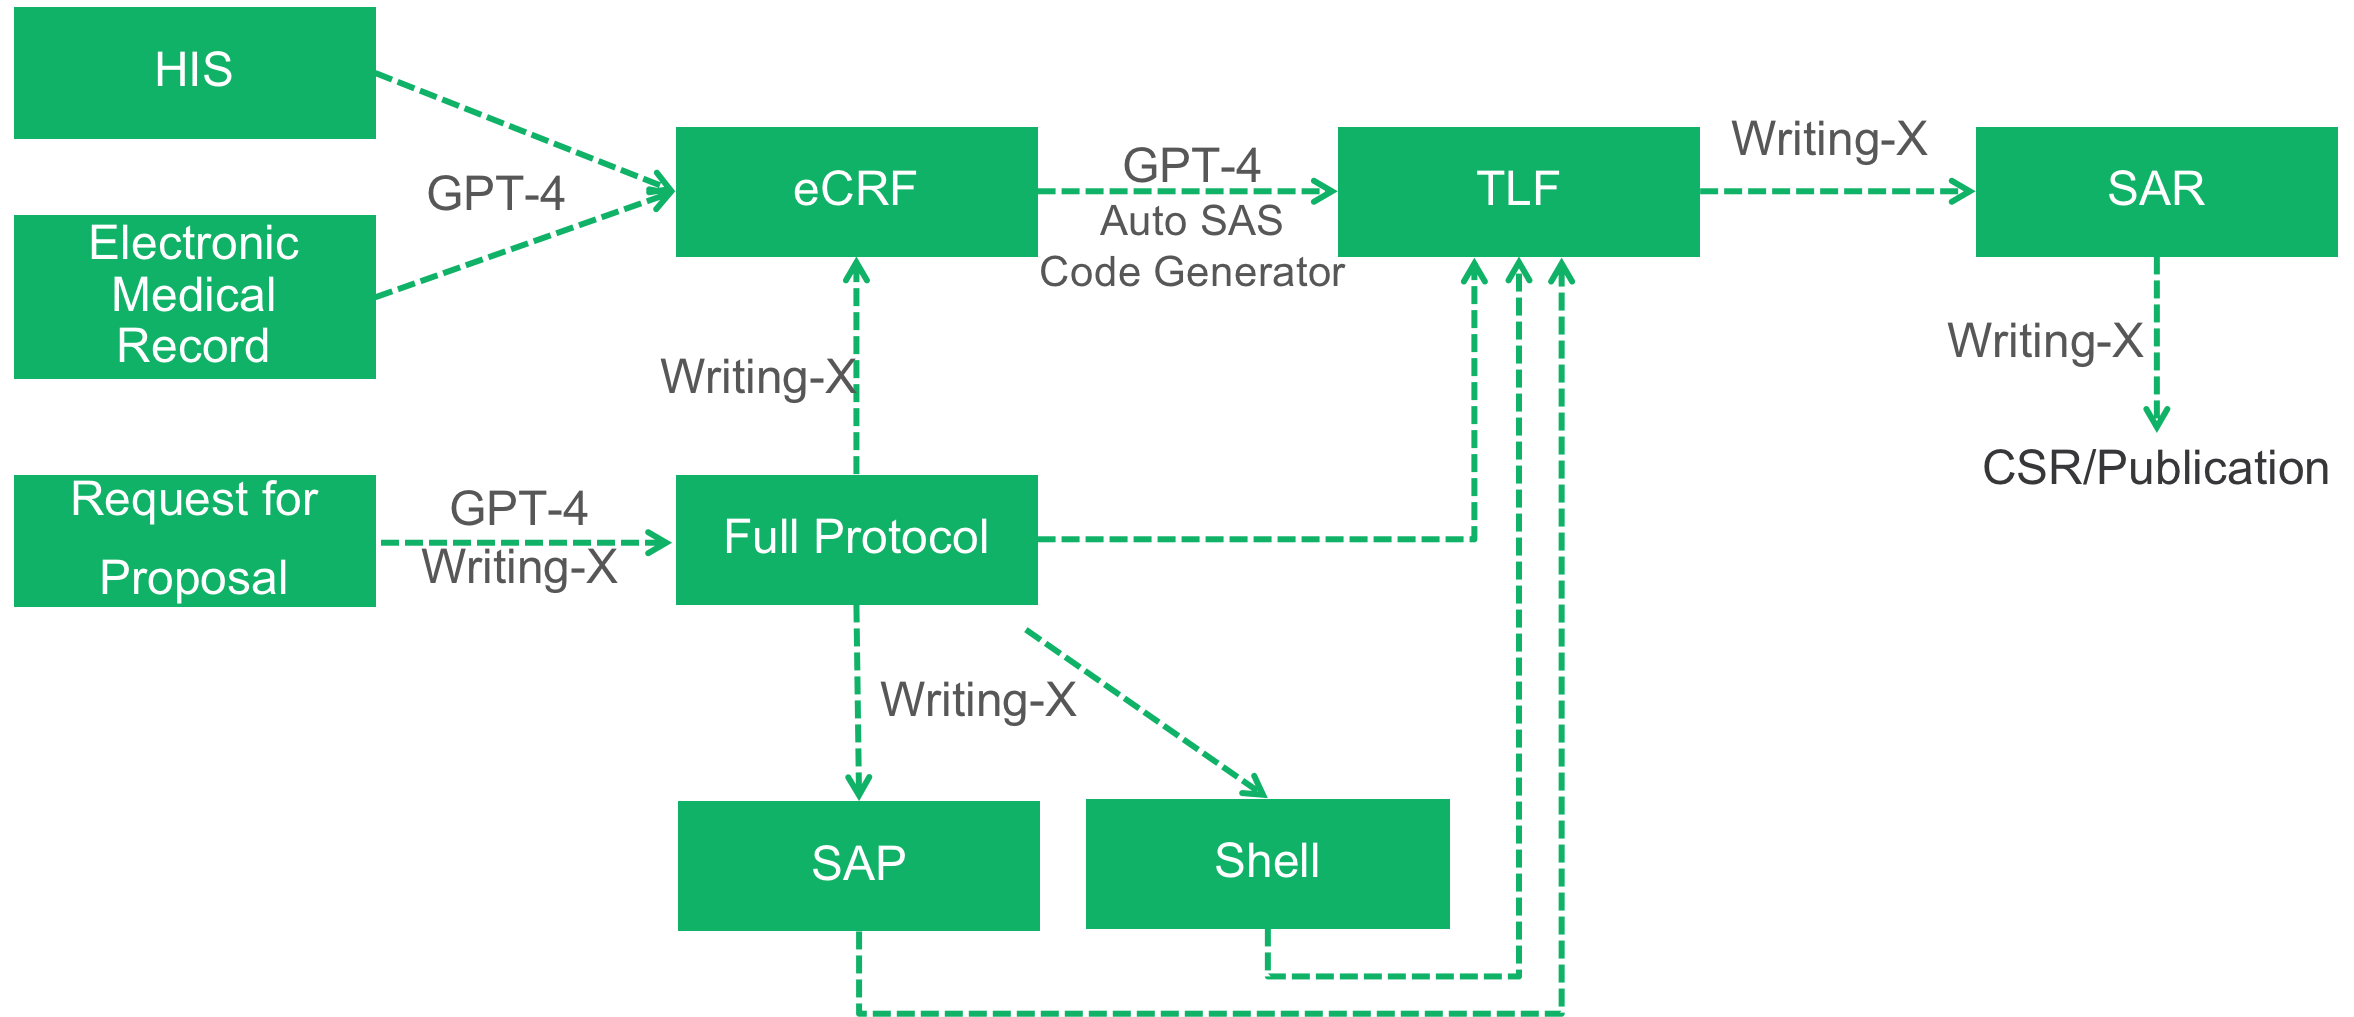 HIS
Electronic
Medical
Record
GPT-4
eCRF
GPT-4
Auto SAS
Code Generator
TLF
Writing-X
SAR
Writing-X
CSR/Publication
Writing-X
Request for
Proposal
GPT-4
Writing-X
Full Protocol
Writing-X
SAP
Shell